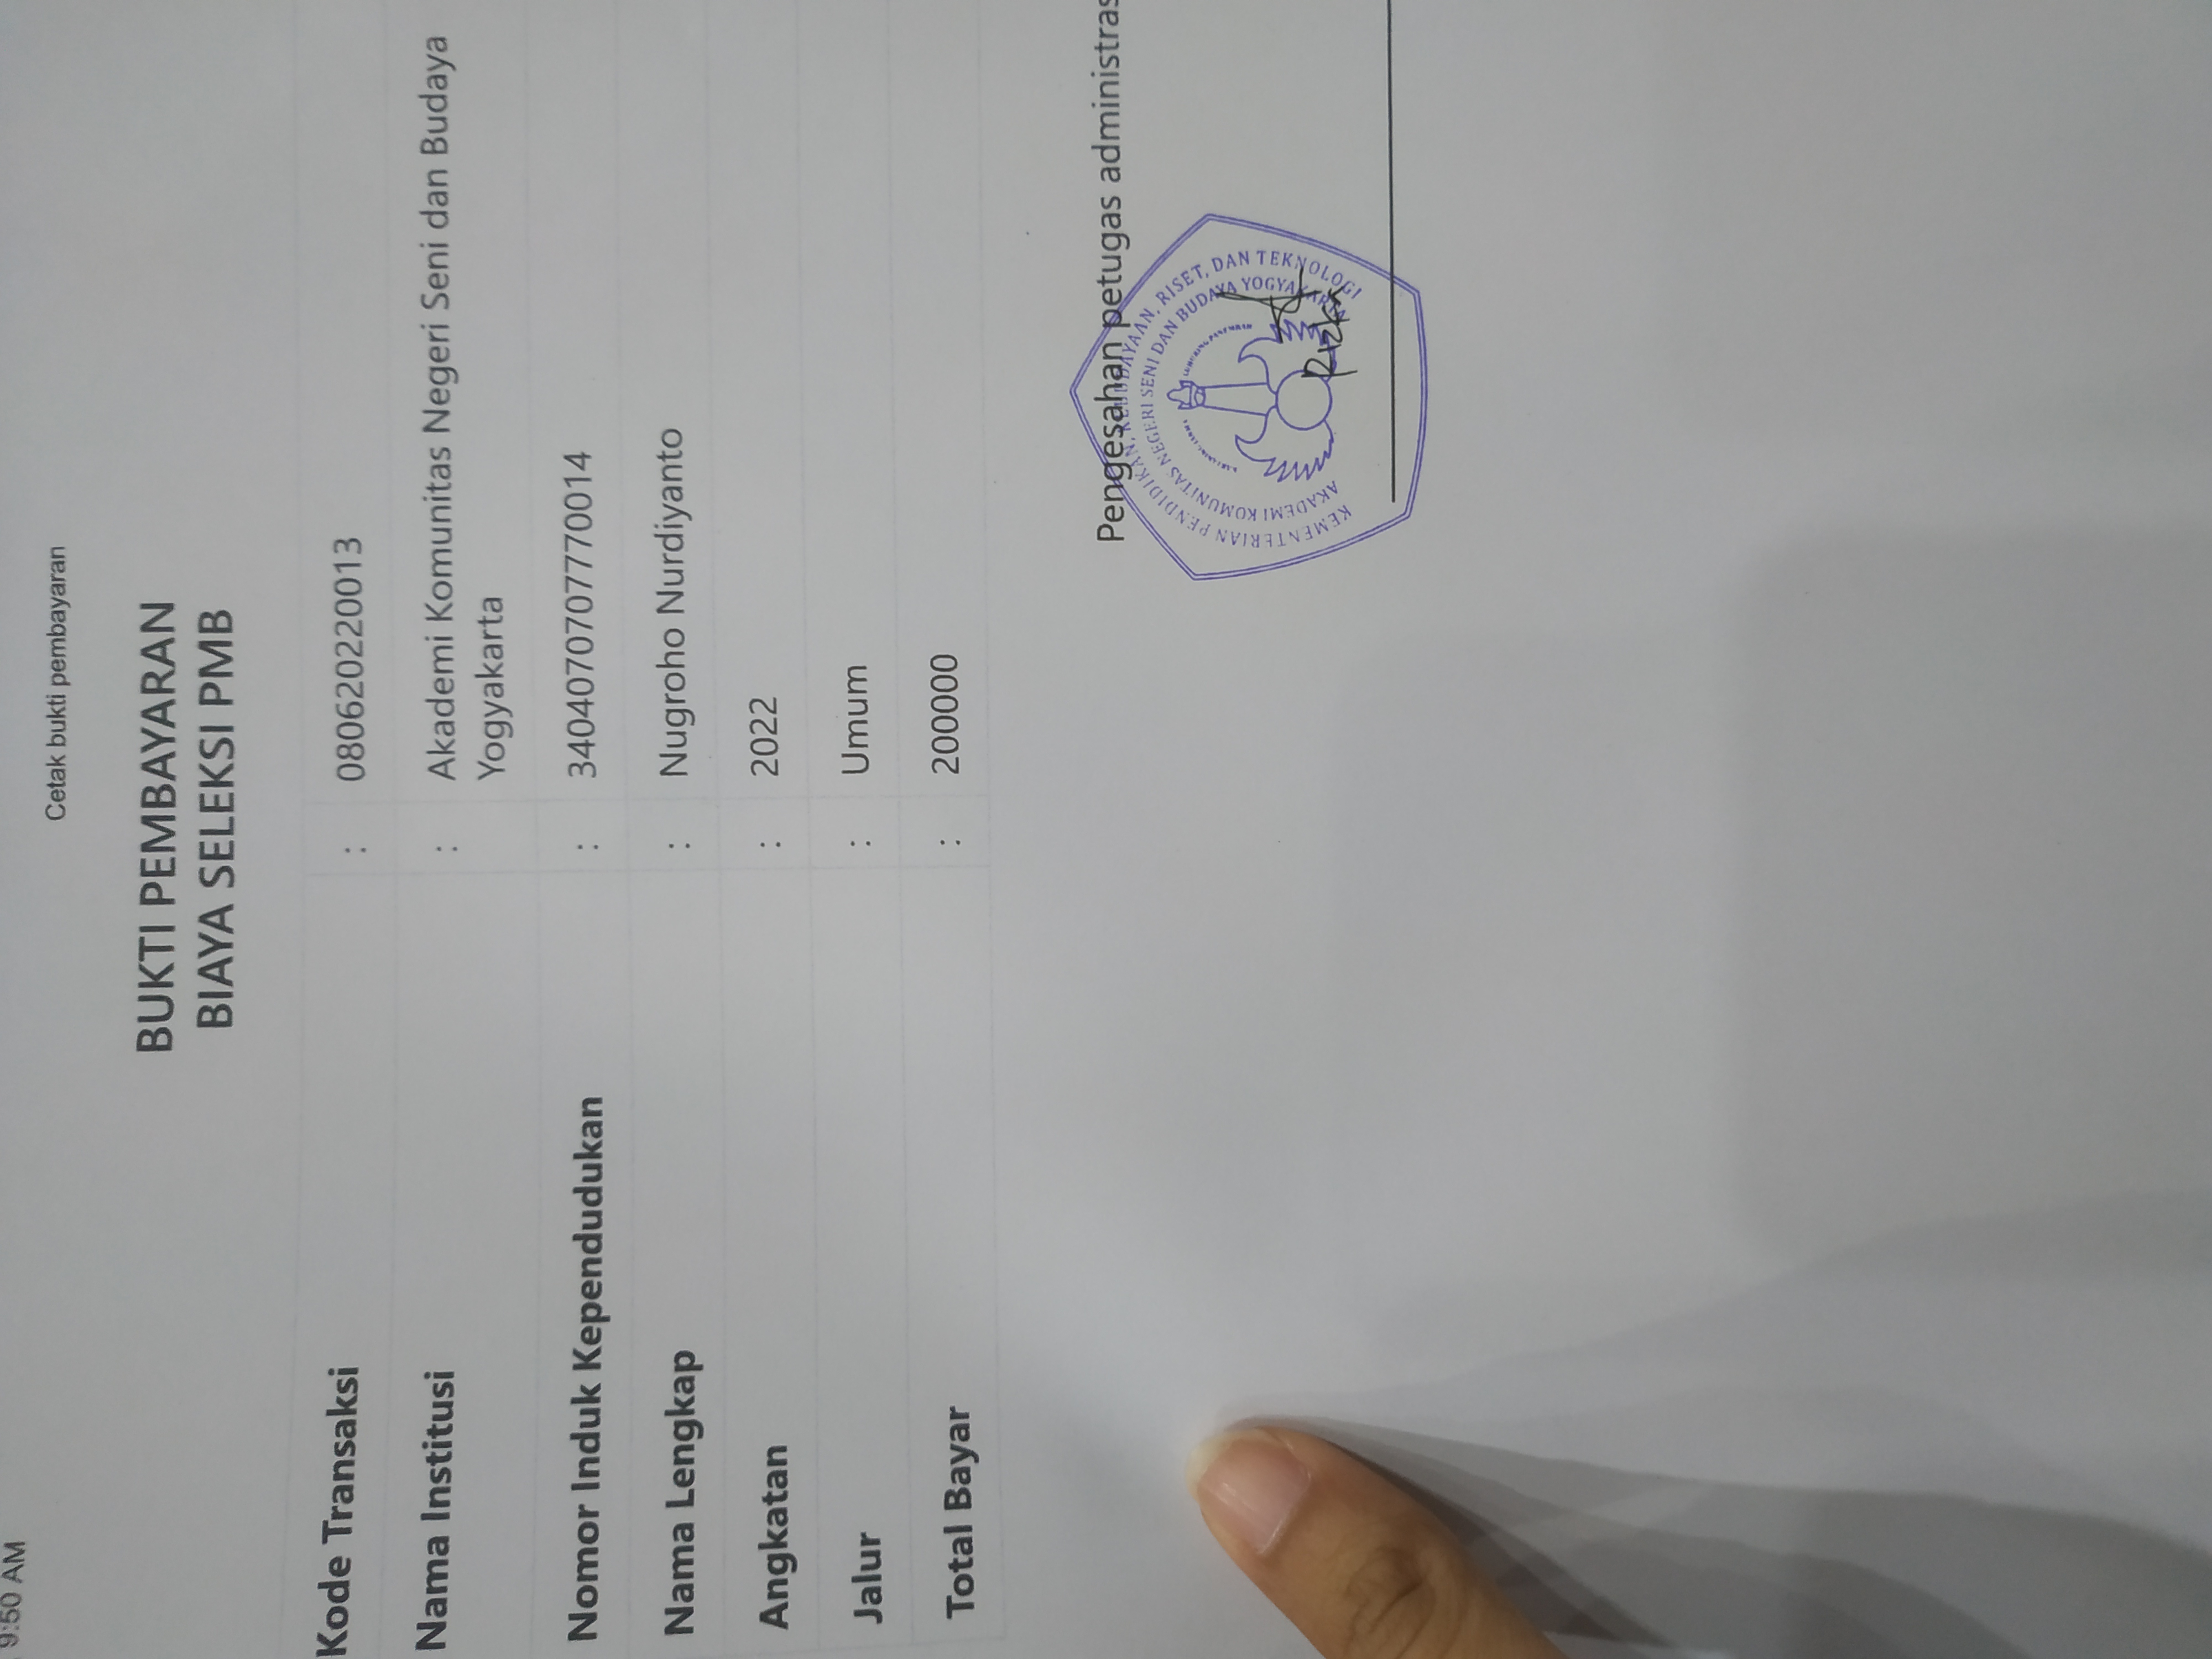 9:50 AM
Cetak bukti pembayaran
BUKTI PEMBAYARAN
BIAYA SELEKSI PMB
Kode Transaksi : 080620220013
Nama Institusi : Akademi Komunitas Negeri Seni dan Budaya
Yogyakarta
Nomor Induk Kependudukan : 3404070707770014
Nama Lengkap : Nugroho Nurdiyanto
Angkatan : 2022
Jalur : Umum
Total Bayar : 200000
Pengesahan petugas administras
KEMENTERIAN PENDIDIKAN, KEBUDAYAAN, RISET, DAN TEKNOLOGI
AKADEMI KOMUNITAS NEGERI SENI DAN BUDAYA YOGYAKARTA
Rizka